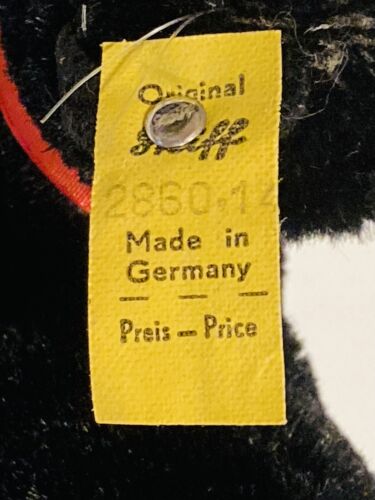 Original
Steiff
2860.14
Made in
Germany
Preis – Price